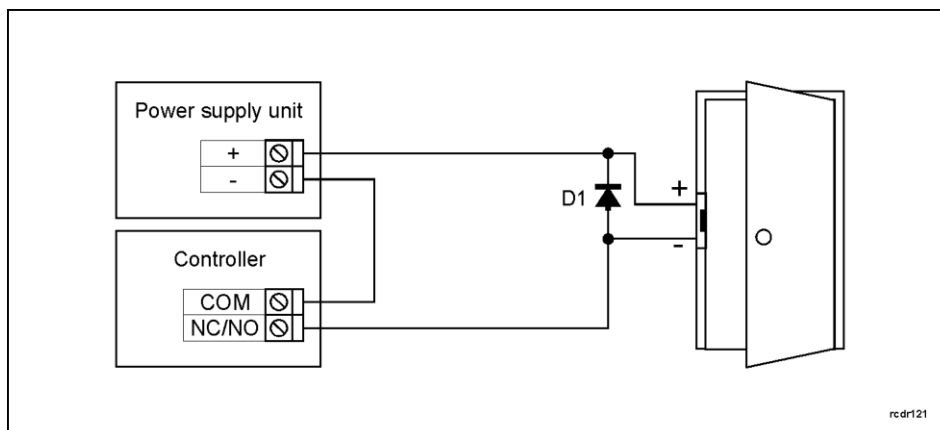 Power supply unit
+
-
D1
+
-
Controller
COM
NC/NO
rcdr121